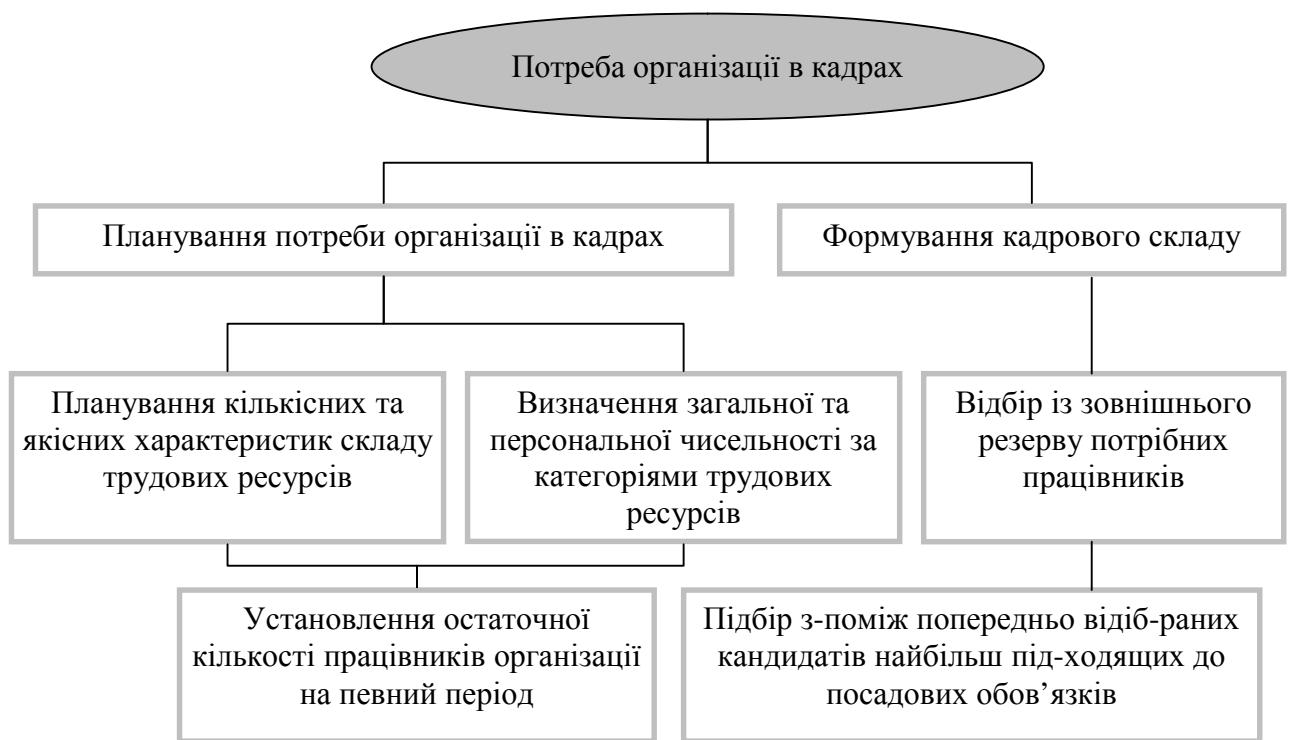 Потреба організації в кадрах
Планування потреби організації в кадрах
Формування кадрового складу
Планування кількісних та
якісних характеристик складу
трудових ресурсів
Визначення загальної та
персональної чисельності за
категоріями трудових
ресурсів
Відбір із зовнішнього
резерву потрібних
працівників
Установлення остаточної
кількості працівників організації
на певний період
Підбір з-поміж попередньо відіб-раних
кандидатів найбільш під-ходящих до
посадових обов’язків